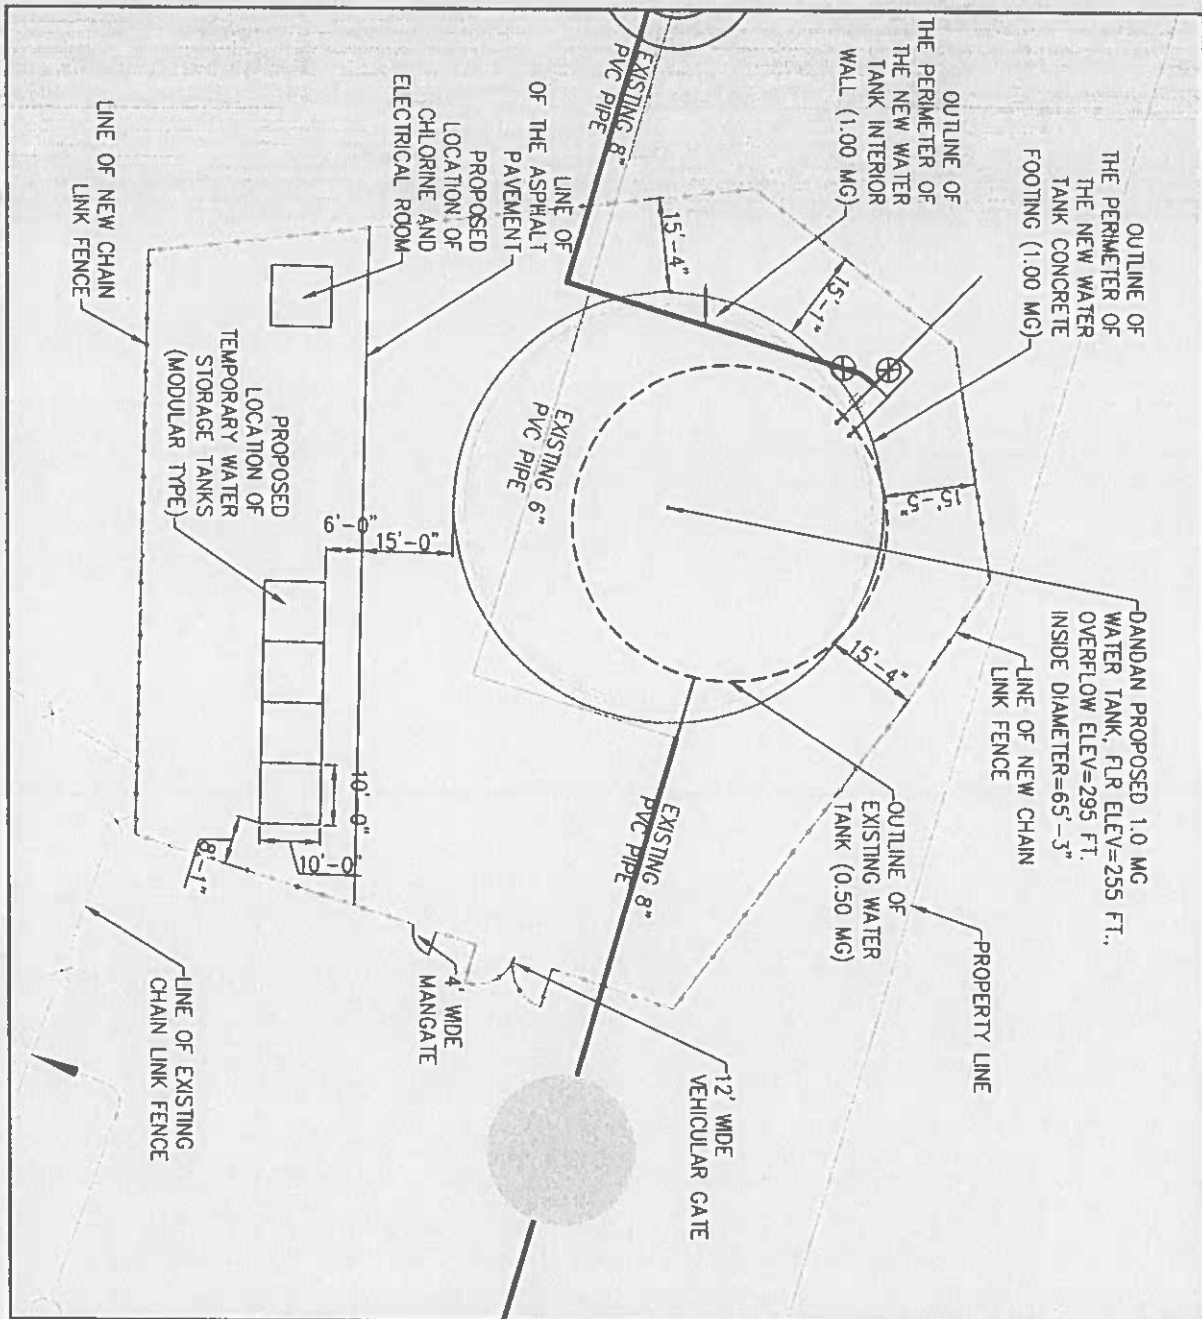 OUTLINE OF
THE PERIMETER OF
THE NEW WATER
TANK CONCRETE
FOOTING (1.00 MG)
OUTLINE OF
THE PERIMETER OF
THE NEW WATER
TANK INTERIOR
WALL (1.00 MG)
EXISTING 8"
PVC PIPE
LINE OF
OF THE ASPHALT
PAVEMENT
PROPOSED
LOCATION OF
CHLORINE AND
ELECTRICAL ROOM
LINE OF NEW CHAIN
LINK FENCE
15'-4"
15'-1"
15'-5"
15'-4"
EXISTING 6"
PVC PIPE
PROPOSED
LOCATION OF
TEMPORARY WATER
STORAGE TANKS
(MODULAR TYPE)
6'-0"
15'-0"
10'-0"
10'-0"
8'-1"
DANDAN PROPOSED 1.0 MG
WATER TANK, FLR ELEV=255 FT.,
OVERFLOW ELEV=295 FT.
INSIDE DIAMETER=65'-3"
LINE OF NEW CHAIN
LINK FENCE
OUTLINE OF
EXISTING WATER
TANK (0.50 MG)
PROPERTY LINE
EXISTING 8"
PVC PIPE
4' WIDE
MANGATE
12' WIDE
VEHICULAR GATE
LINE OF EXISTING
CHAIN LINK FENCE